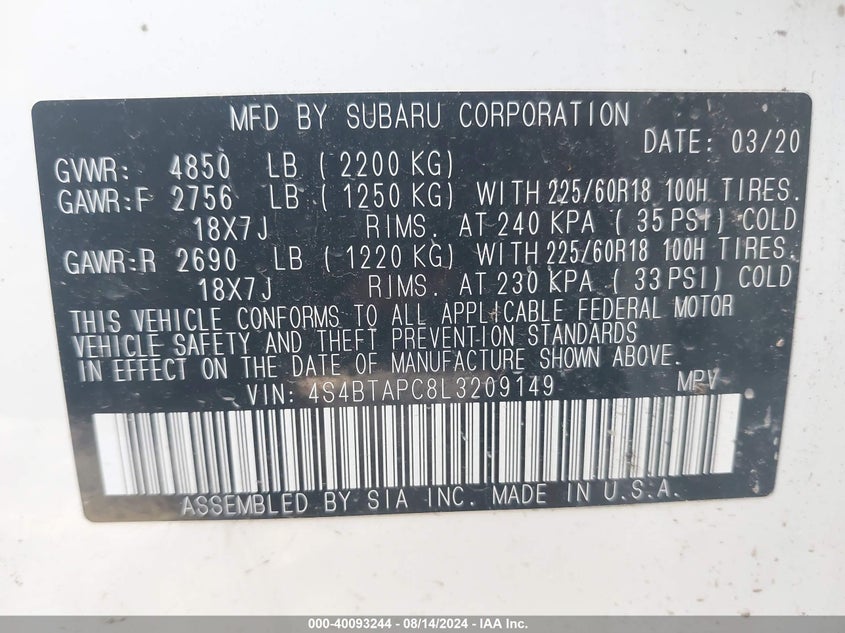 MFD BY SUBARU CORPORATION
DATE: 03/20
GVWR: 4850 LB ( 2200 KG)
GAWR:F 2756 LB ( 1250 KG) WITH 225/60R18 100H TIRES.
18X7J RIMS. AT 240 KPA ( 35 PSI) COLD
GAWR:R 2690 LB ( 1220 KG) WITH 225/60R18 100H TIRES.
18X7J RIMS. AT 230 KPA ( 33 PSI) COLD
THIS VEHICLE CONFORMS TO ALL APPLICABLE FEDERAL MOTOR
VEHICLE SAFETY AND THEFT PREVENTION STANDARDS
IN EFFECT ON THE DATE OF MANUFACTURE SHOWN ABOVE.
VIN: 4S4BTAPC8L3209149 MPV
ASSEMBLED BY SIA INC. MADE IN U.S.A.
000-40093244 - 08/14/2024 - IAA Inc.